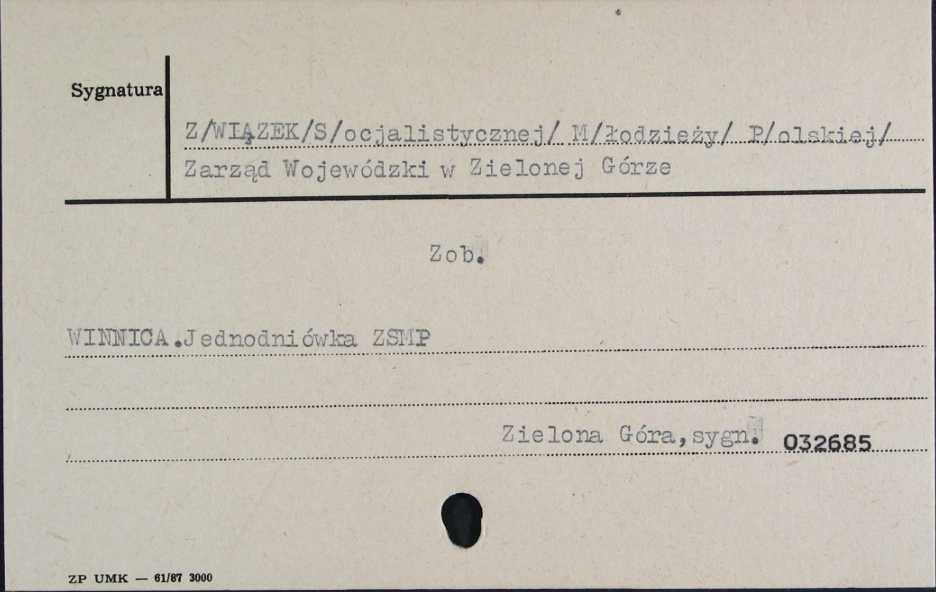 Sygnatura
Z/WIĄZEK/S/ocjalistycznej/ M/łodzieży/ P/olskiej/
Zarząd Wojewódzki w Zielonej Górze
Zob.
WINNICA.Jednodniówka ZSMP
Zielona Góra,sygn. 032685
ZP UMK — 61/87 3000